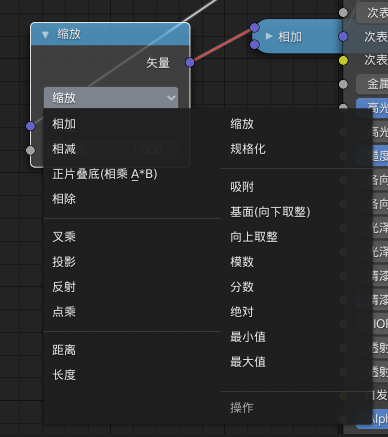 缩放
矢量
相加
缩放
相加
相减
正片叠底(相乘 A*B)
相除
叉乘
投影
反射
点乘
距离
长度
缩放
规格化
吸附
基面(向下取整)
向上取整
模数
分数
绝对
最小值
最大值
操作
次表
次表
次表
金属
高光
高光
糙度
各向
各向
光泽
光泽
清漆
清漆
IOR
透射
透射
自发
Alph